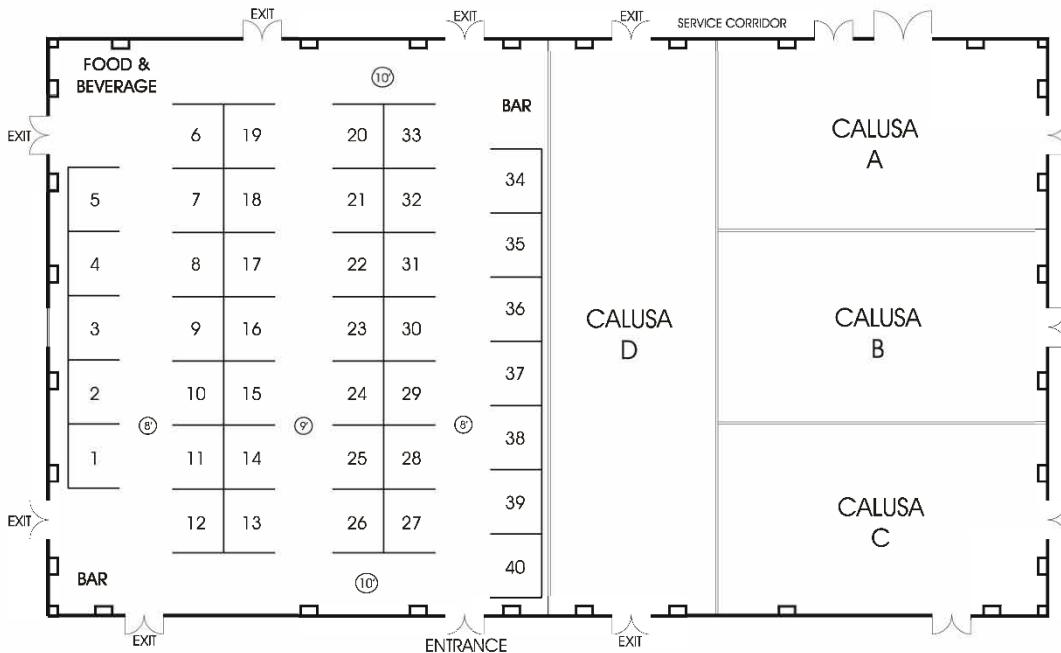 EXIT
EXIT
EXIT
SERVICE CORRIDOR
FOOD &
BEVERAGE
10'
BAR
EXIT
6 19 20 33
CALUSA
A
5 7 18 21 32 34
4 8 17 22 31 35
3 9 16 23 30 36
CALUSA
D
CALUSA
B
2 10 15 24 29 37
8' 9' 8'
1 11 14 25 28 38
EXIT
12 13 26 27 39
CALUSA
C
BAR
10'
40
EXIT
ENTRANCE
EXIT